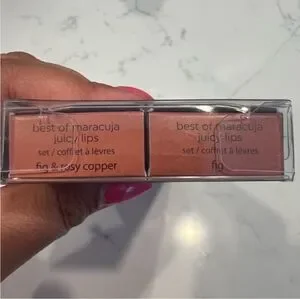 best of maracuja
juicy lips
set / coffret à lèvres
fig & rosy copper
best of maracuja
juicy lips
set / coffret à lèvres
fig